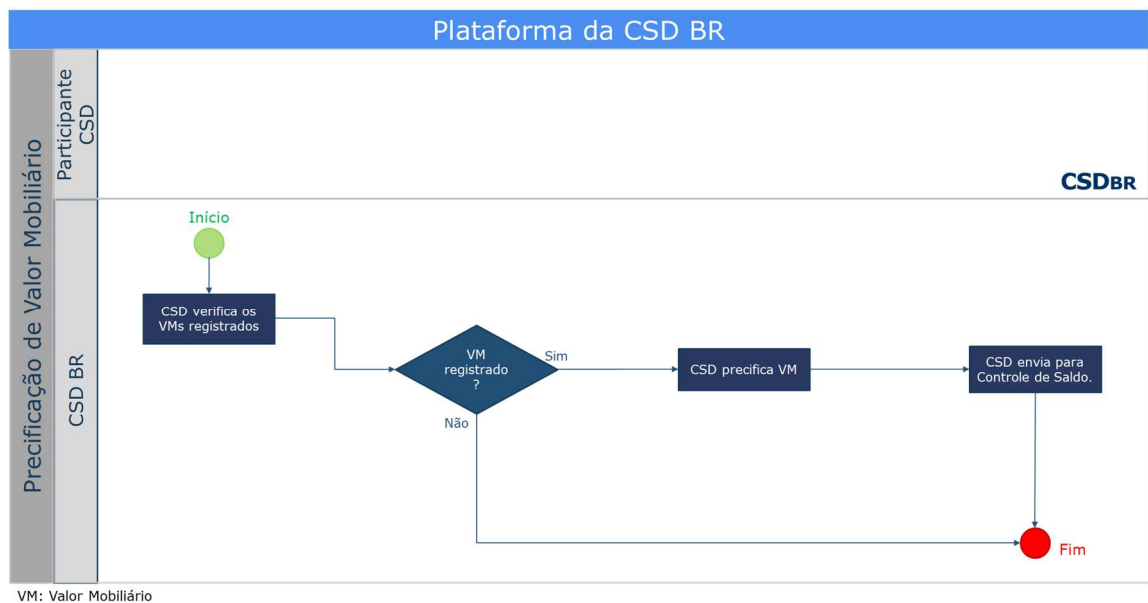 Plataforma da CSD BR
Precificação de Valor Mobiliário
Participante
CSD
CSDBR
CSD BR
Início
CSD verifica os
VMs registrados
VM
registrado
?
Sim
Não
CSD precifica VM
CSD envia para
Controle de Saldo.
Fim
VM: Valor Mobiliário